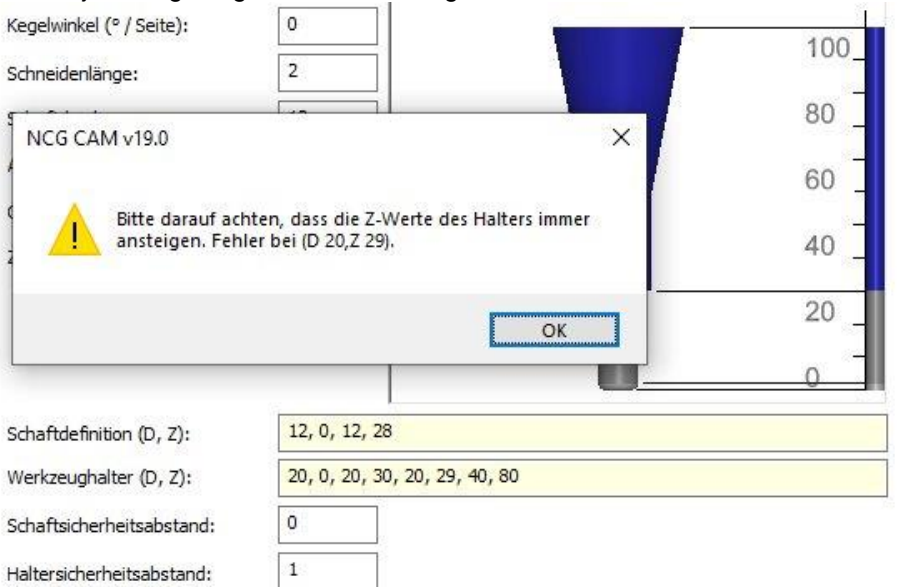 Kegelwinkel (° / Seite): 0
Schneidenlänge: 2
NCG CAM v19.0
Bitte darauf achten, dass die Z-Werte des Halters immer
ansteigen. Fehler bei (D 20,Z 29).
OK
100
80
60
40
20
0
Schaftdefinition (D, Z): 12, 0, 12, 28
Werkzeughalter (D, Z): 20, 0, 20, 30, 20, 29, 40, 80
Schaftsicherheitsabstand: 0
Haltersicherheitsabstand: 1